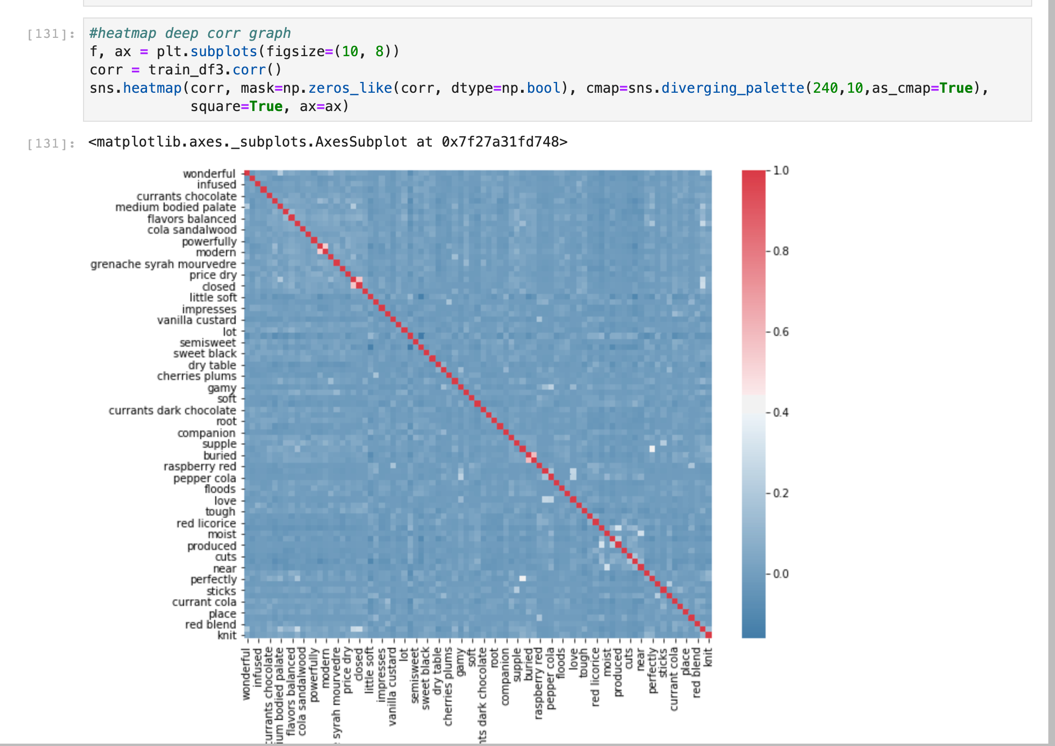 [131]:
#heatmap deep corr graph
f, ax = plt.subplots(figsize=(10, 8))
corr = train_df3.corr()
sns.heatmap(corr, mask=np.zeros_like(corr, dtype=np.bool), cmap=sns.diverging_palette(240,10,as_cmap=True),
square=True, ax=ax)
[131]:
<matplotlib.axes._subplots.AxesSubplot at 0x7f27a31fd748>
wonderful
infused
currants chocolate
medium bodied palate
flavors balanced
cola sandalwood
powerfully
modern
grenache syrah mourvedre
price dry
closed
little soft
impresses
vanilla custard
lot
semisweet
sweet black
dry table
cherries plums
gamy
soft
currants dark chocolate
root
companion
supple
buried
raspberry red
pepper cola
floods
love
tough
red licorice
moist
produced
cuts
near
perfectly
sticks
currant cola
place
red blend
knit
1.0
0.8
0.6
0.4
0.2
0.0
wonderful
infused
currants chocolate
ium bodied palate
flavors balanced
cola sandalwood
powerfully
modern
syrah mourvedre
price dry
closed
little soft
impresses
vanilla custard
lot
semisweet
sweet black
dry table
cherries plums
gamy
soft
nts dark chocolate
root
companion
supple
buried
raspberry red
pepper cola
floods
love
tough
red licorice
moist
produced
cuts
near
perfectly
sticks
currant cola
place
red blend
knit